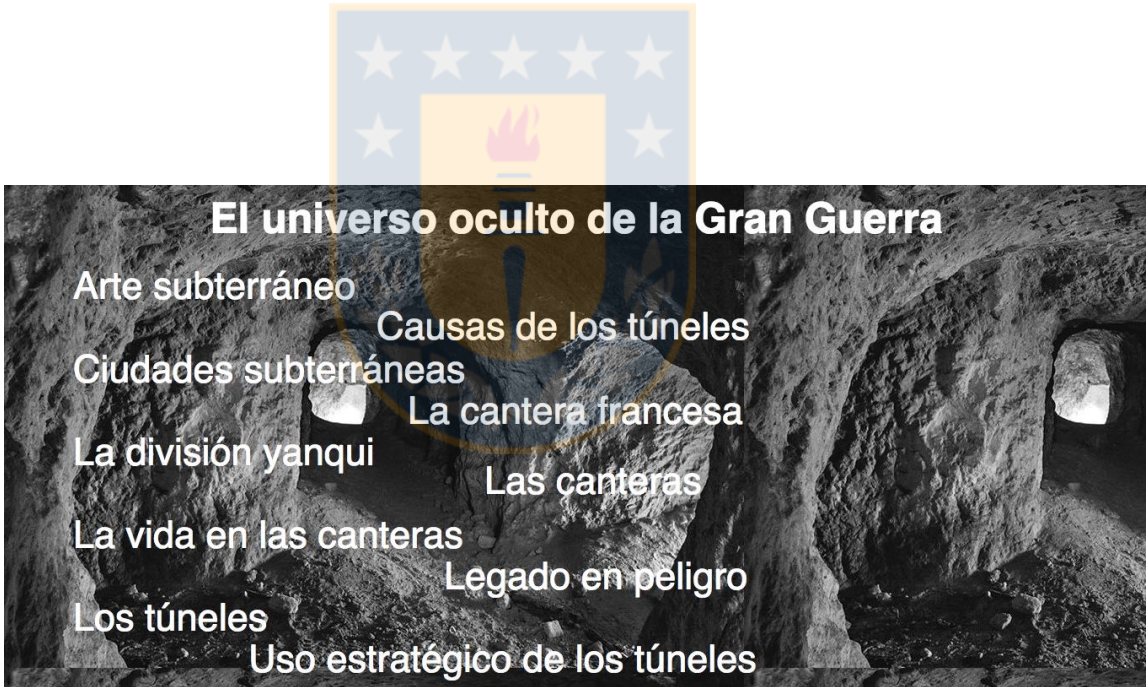 El universo oculto de la Gran Guerra
Arte subterráneo
Causas de los túneles
Ciudades subterráneas
La cantera francesa
La división yanqui
Las canteras
La vida en las canteras
Legado en peligro
Los túneles
Uso estratégico de los túneles